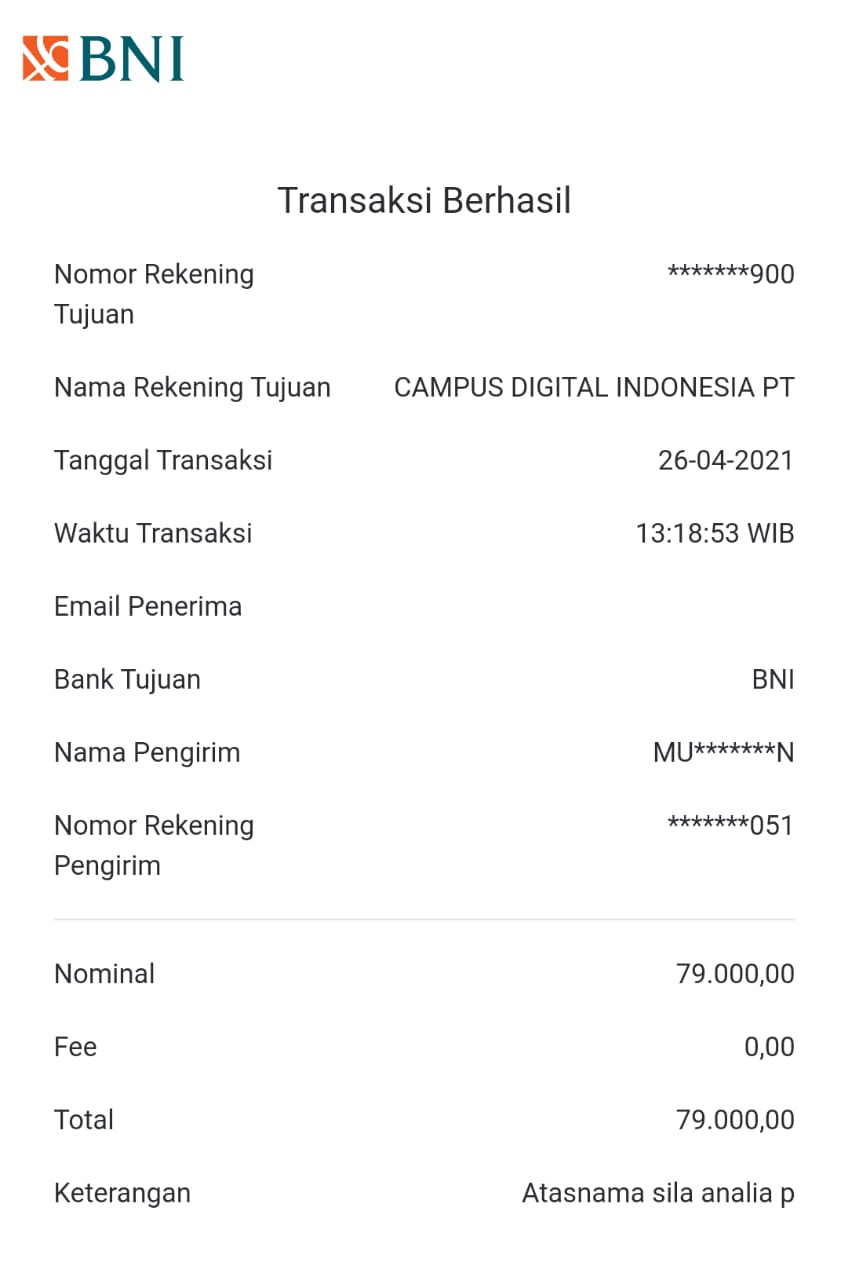 BNI
Transaksi Berhasil
Nomor Rekening Tujuan *******900
Nama Rekening Tujuan CAMPUS DIGITAL INDONESIA PT
Tanggal Transaksi 26-04-2021
Waktu Transaksi 13:18:53 WIB
Email Penerima
Bank Tujuan BNI
Nama Pengirim MU*******N
Nomor Rekening Pengirim *******051
Nominal 79.000,00
Fee 0,00
Total 79.000,00
Keterangan Atasnama sila analia p